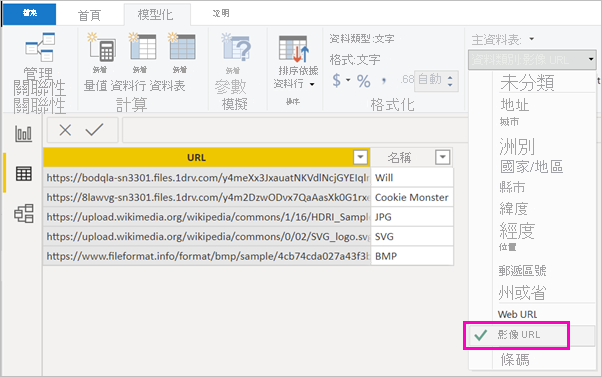 檔案 首頁 模型化 說明
資料類型:文字 主資料表:
格式:文字 資料類別:影像 URL
$ % , .68 自動
管理 新增 新增 新增 新增 排序依據
關聯性 量值 資料行 資料表 參數 資料行
關聯性 計算 模擬 排序 格式化
未分類
地址
城市
洲別
國家/地區
縣市
緯度
經度
位置
郵遞區號
州或省
Web URL
影像 URL
條碼
URL 名稱
https://bodqla-sn3301.files.1drv.com/y4meXx3JxauatNKVdlNcjGYEIqlr Will
https://8lawvg-sn3301.files.1drv.com/y4m2DzwODvx7QaAasXk0G1rx Cookie Monster
https://upload.wikimedia.org/wikipedia/commons/1/16/HDRI_Sample JPG
https://upload.wikimedia.org/wikipedia/commons/0/02/SVG_logo.svg SVG
https://www.fileformat.info/format/bmp/sample/4cb74cda027a43f3b BMP